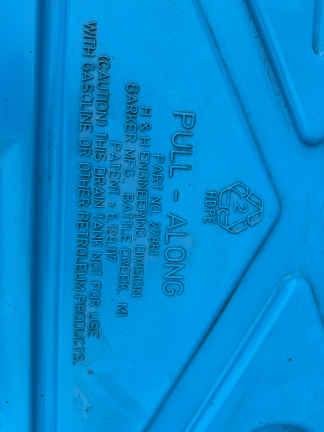 PULL - ALONG
2
HDPE
PART NO.
H & H ENGINEERING DIVISION
BARKER MFG. BATTLE CREEK, MI
PATENT
(CAUTION) THIS DRAIN TANK NOT FOR USE
WITH GASOLINE OR OTHER PETROLEUM PRODUCTS.